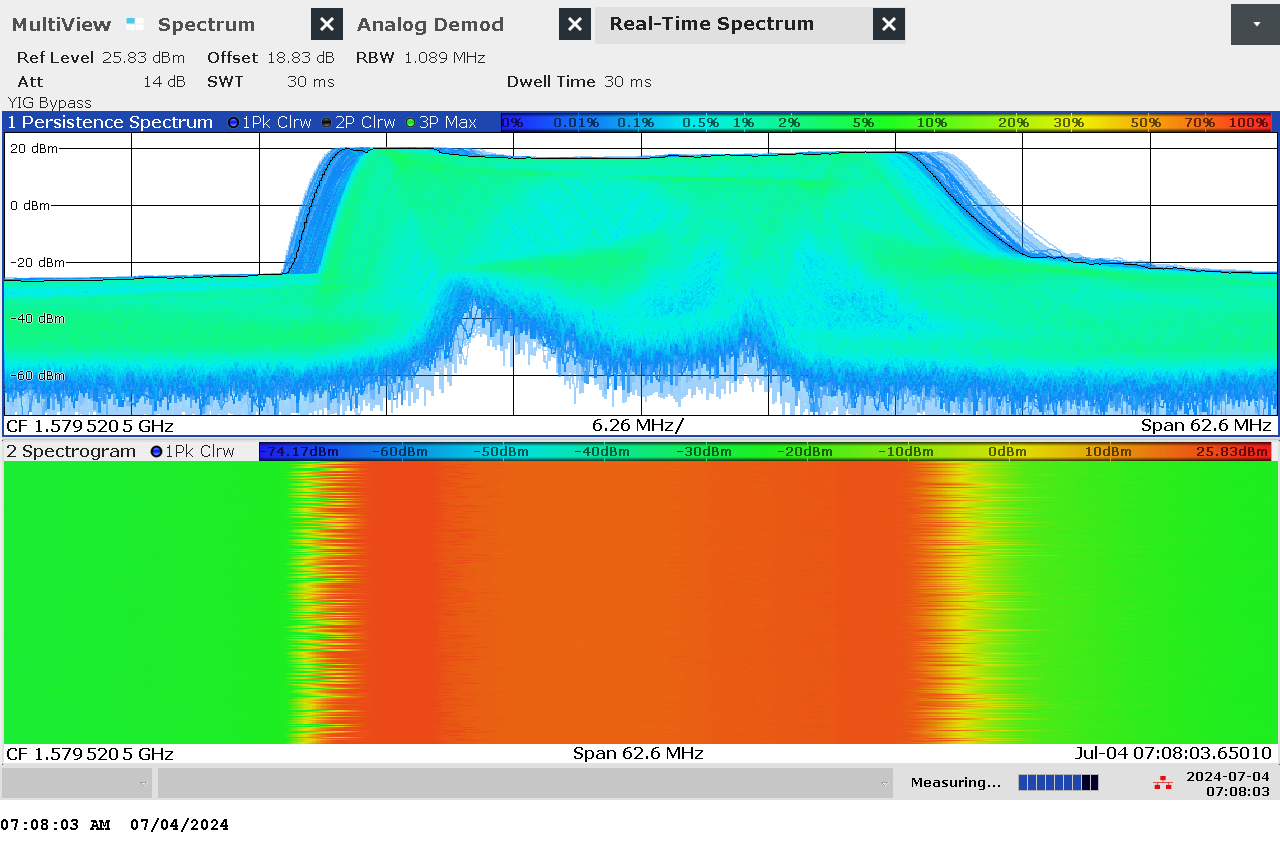 MultiView Spectrum Analog Demod Real-Time Spectrum
Ref Level 25.83 dBm Offset 18.83 dB RBW 1.089 MHz
Att 14 dB SWT 30 ms Dwell Time 30 ms
YIG Bypass
1 Persistence Spectrum 1Pk Clrw 2P Clrw 3P Max 0% 0.01% 0.1% 0.5% 1% 2% 5% 10% 20% 30% 50% 70% 100%
20 dBm
0 dBm
-20 dBm
-40 dBm
-60 dBm
CF 1.579 520 5 GHz 6.26 MHz/ Span 62.6 MHz
2 Spectrogram 1Pk Clrw -74.17dBm -60dBm -50dBm -40dBm -30dBm -20dBm -10dBm 0dBm 10dBm 25.83dBm
CF 1.579 520 5 GHz Span 62.6 MHz Jul-04 07:08:03.65010
Measuring... 2024-07-04
07:08:03
07:08:03 AM 07/04/2024